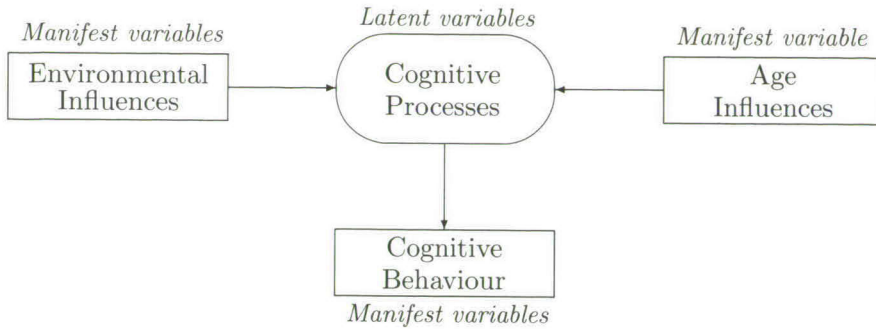 Latent variables
Manifest variables
Manifest variable
Environmental
Influences
Cognitive
Processes
Age
Influences
Cognitive
Behaviour
Manifest variables